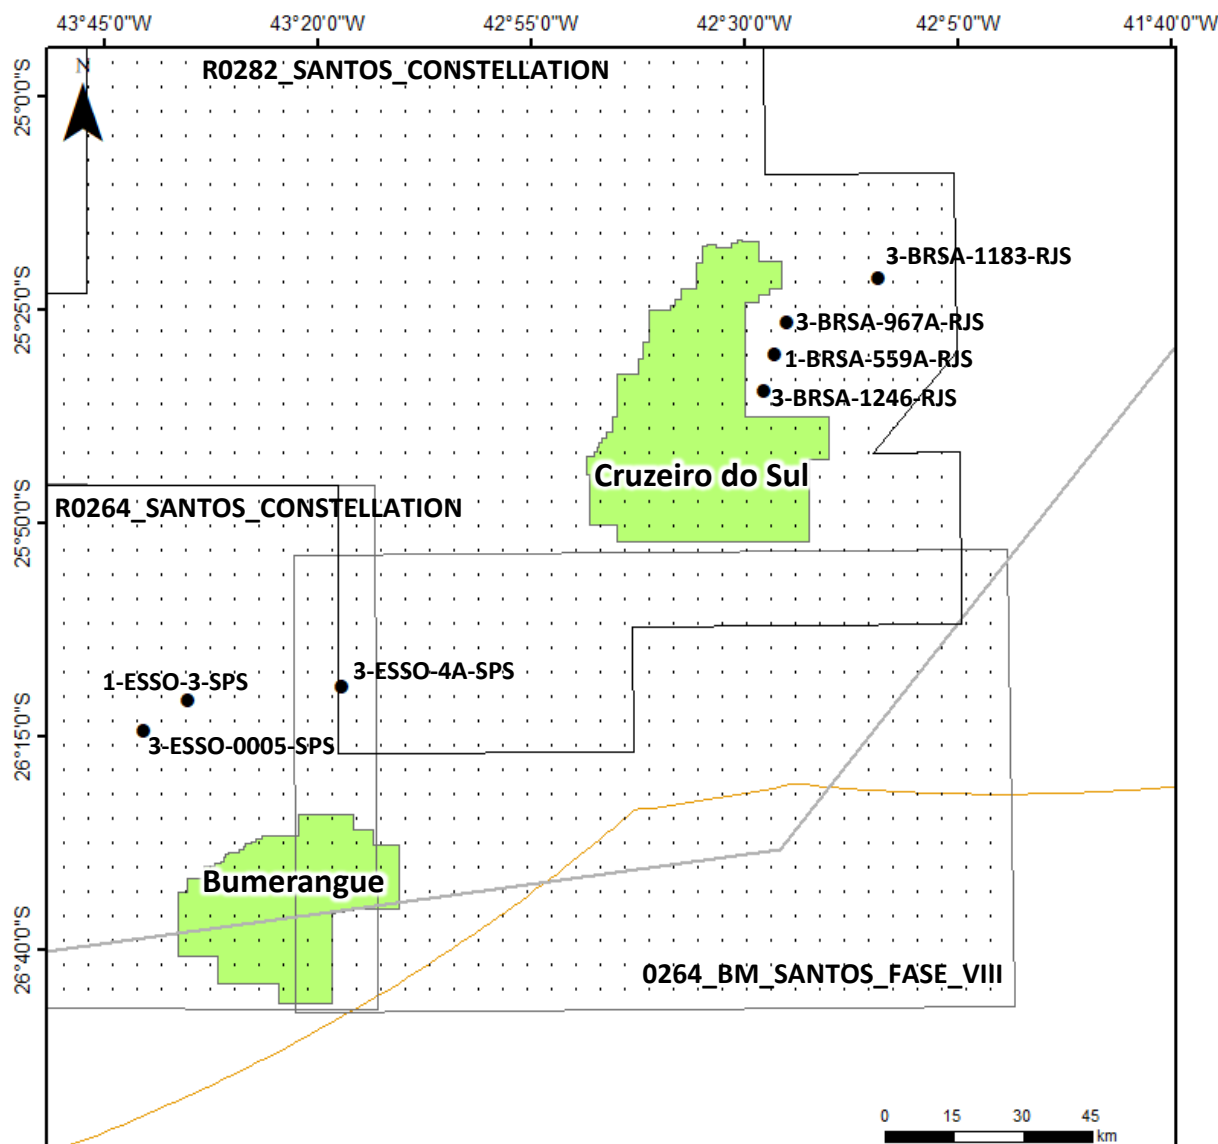 43°45'0"W 43°20'0"W 42°55'0"W 42°30'0"W 42°5'0"W 41°40'0"W
N
R0282_SANTOS_CONSTELLATION
25°0'0"S
3-BRSA-1183-RJS
25°25'0"S
3-BRSA-967A-RJS
1-BRSA-559A-RJS
3-BRSA-1246-RJS
Cruzeiro do Sul
R0264_SANTOS_CONSTELLATION
25°50'0"S
3-ESSO-4A-SPS
1-ESSO-3-SPS
26°15'0"S
3-ESSO-0005-SPS
Bumerangue
26°40'0"S
0264_BM_SANTOS_FASE_VIII
0 15 30 45
km